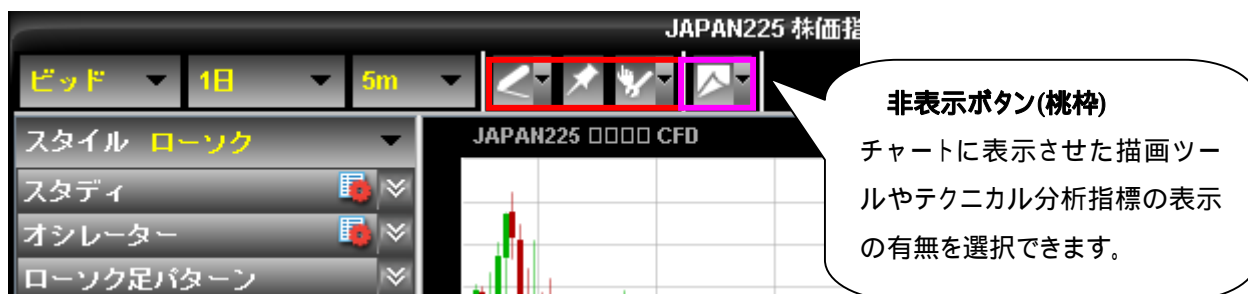 JAPAN225 株価指
ビッド 1日 5m
スタイル ローソク
スタディ
オシレーター
ローソク足パターン
JAPAN225 □□□□ CFD
非表示ボタン(桃枠)
チャートに表示させた描画ツー
ルやテクニカル分析指標の表示
の有無を選択できます。